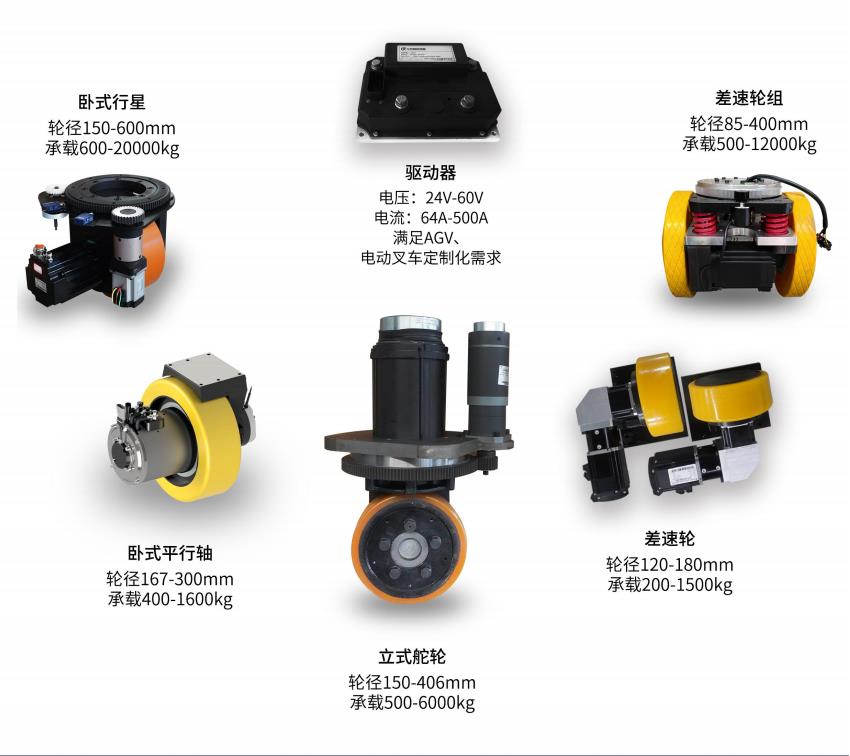 卧式行星
轮径150-600mm
承载600-20000kg
驱动器
电压：24V-60V
电流：64A-500A
满足AGV、
电动叉车定制化需求
差速轮组
轮径85-400mm
承载500-12000kg
卧式平行轴
轮径167-300mm
承载400-1600kg
立式舵轮
轮径150-406mm
承载500-6000kg
差速轮
轮径120-180mm
承载200-1500kg